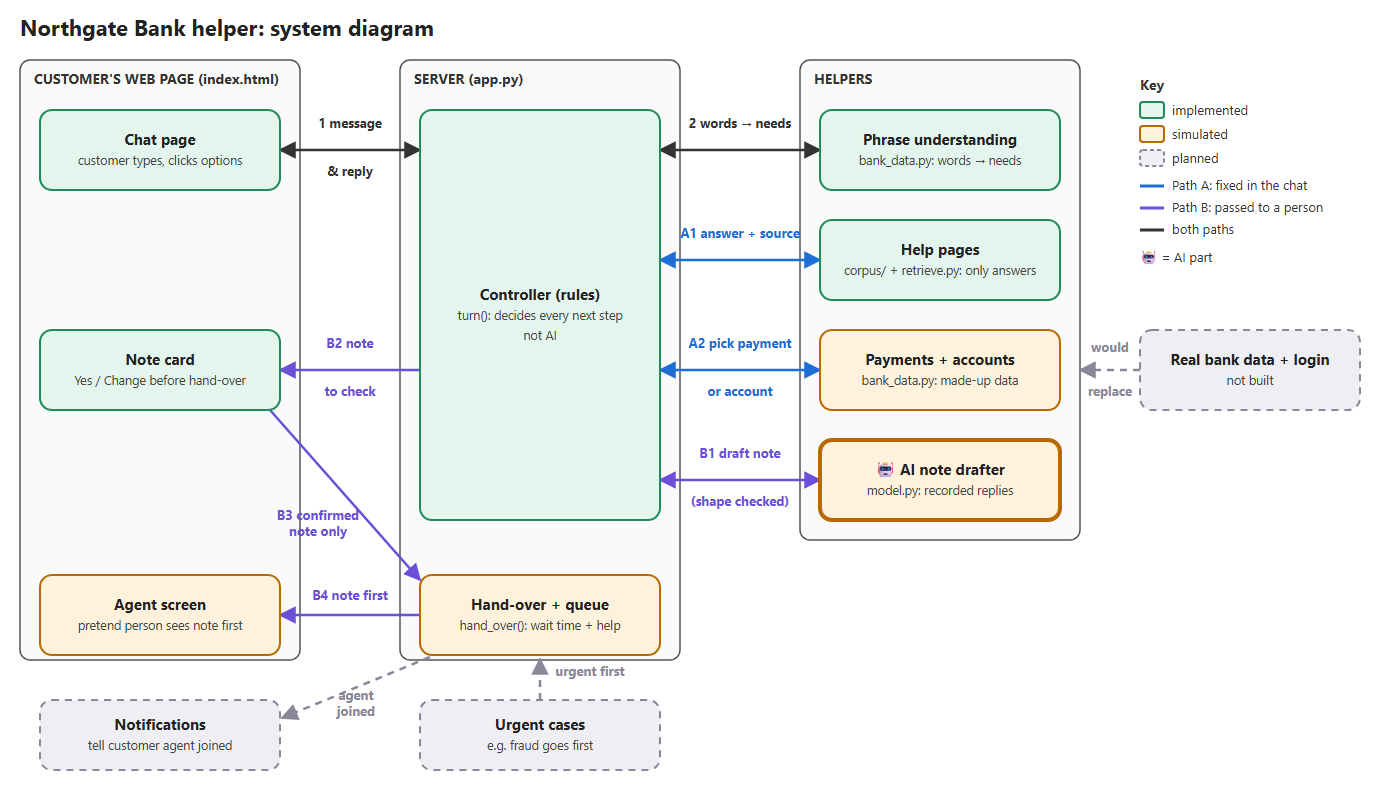 Northgate Bank helper: system diagram
CUSTOMER'S WEB PAGE (index.html)
Chat page
customer types, clicks options
Note card
Yes / Change before hand-over
Agent screen
pretend person sees note first
1 message
& reply
B2 note
to check
B3 confirmed
note only
B4 note first
SERVER (app.py)
Controller (rules)
turn(): decides every next step
not AI
Hand-over + queue
hand_over(): wait time + help
2 words → needs
A1 answer + source
A2 pick payment
or account
B1 draft note
(shape checked)
HELPERS
Phrase understanding
bank_data.py: words → needs
Help pages
corpus/ + retrieve.py: only answers
Payments + accounts
bank_data.py: made-up data
AI note drafter
model.py: recorded replies
would
replace
Real bank data + login
not built
Key
implemented
simulated
planned
Path A: fixed in the chat
Path B: passed to a person
both paths
= AI part
agent
joined
urgent first
Notifications
tell customer agent joined
Urgent cases
e.g. fraud goes first